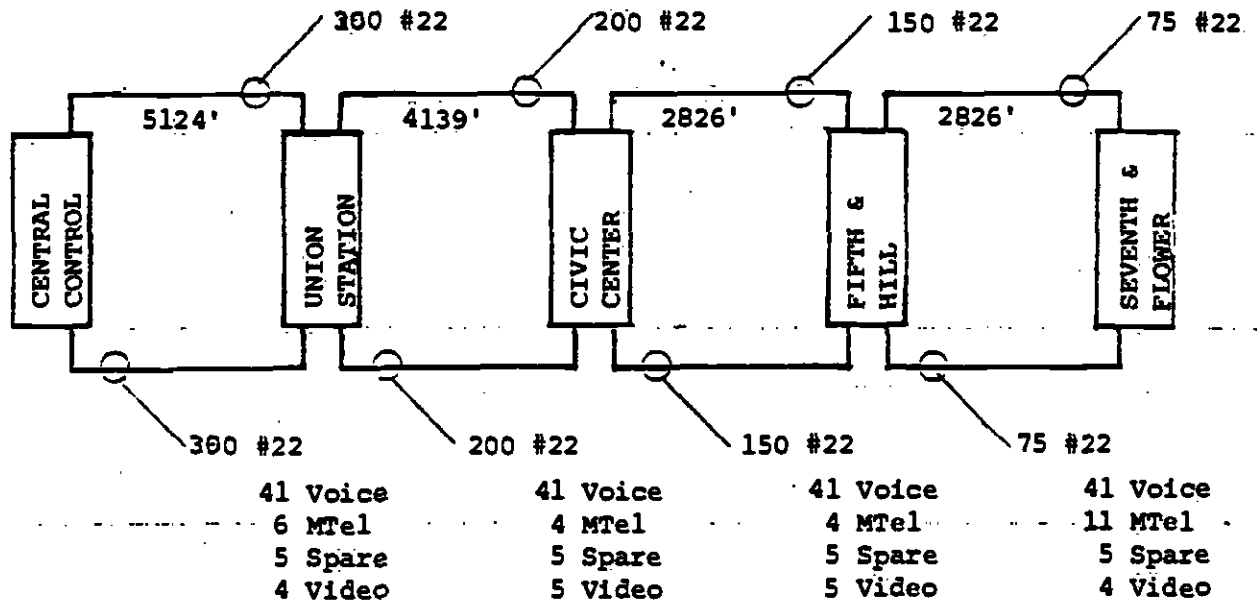 300 #22
200 #22
150 #22
75 #22
5124'
4139'
2826'
2826'
CENTRAL
CONTROL
UNION
STATION
CIVIC
CENTER
FIFTH &
HILL
SEVENTH &
FLOWER
300 #22
200 #22
150 #22
75 #22
41 Voice
6 MTel
5 Spare
4 Video
41 Voice
4 MTel
5 Spare
5 Video
41 Voice
4 MTel
5 Spare
5 Video
41 Voice
11 MTel
5 Spare
4 Video